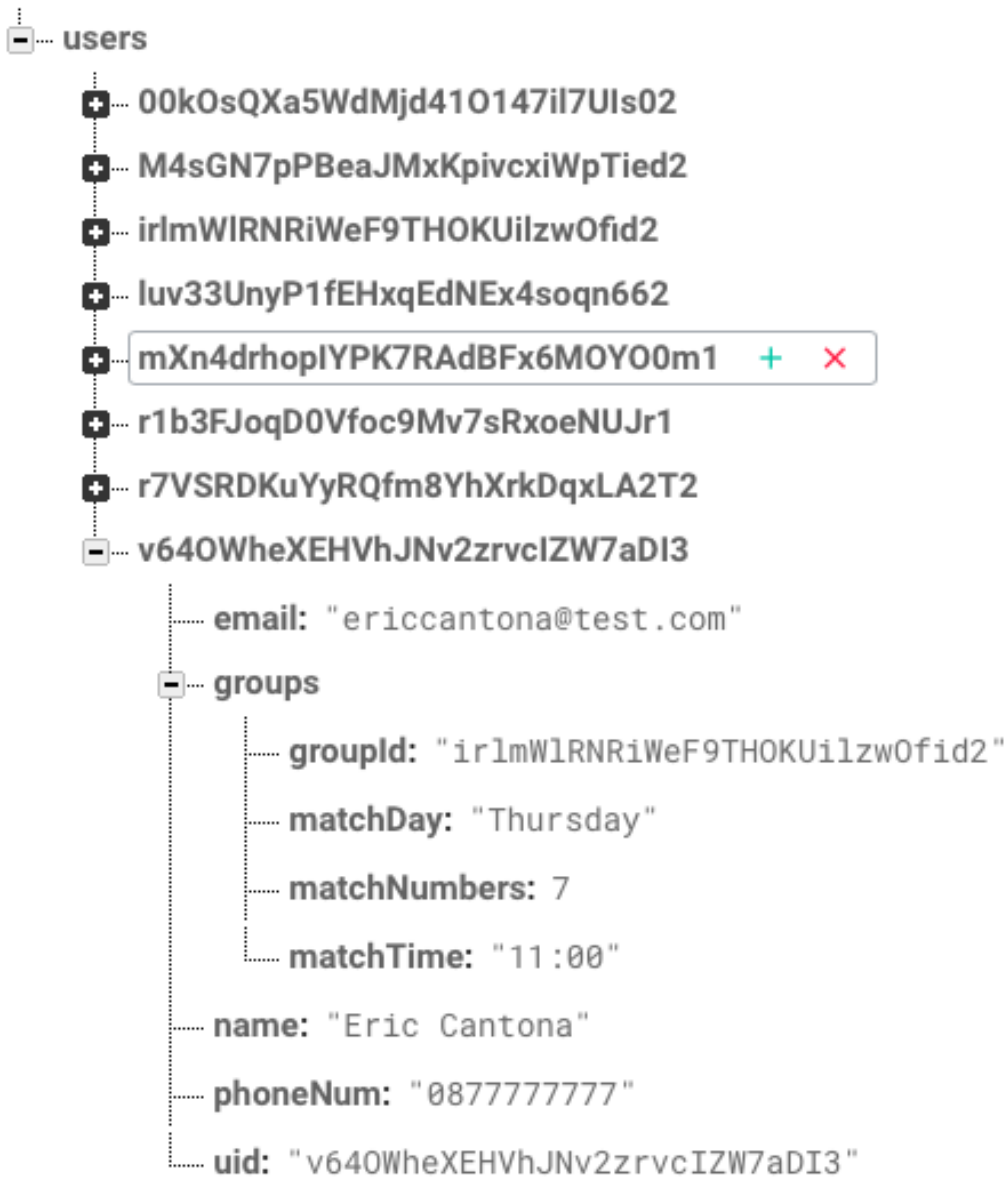 users
00kOsQXa5WdMjd41O147il7UIs02
M4sGN7pPBeaJMxKpivcxiWpTied2
irlmWlRNRiWeF9THOKUilzwOfid2
luv33UnyP1fEHxqEdNEx4soqn662
mXn4drhopIYPK7RAdBFx6MOYO0m1
r1b3FJoqD0Vfoc9Mv7sRxoeNUJr1
r7VSRDKuYyRQfm8YhXrkDqxLA2T2
v64OWheXEHVhJNv2zrvcIZW7aDI3
email: "ericcantona@test.com"
groups
groupId: "irlmWlRNRiWeF9THOKUilzwOfid2"
matchDay: "Thursday"
matchNumbers: 7
matchTime: "11:00"
name: "Eric Cantona"
phoneNum: "0877777777"
uid: "v64OWheXEHVhJNv2zrvcIZW7aDI3"